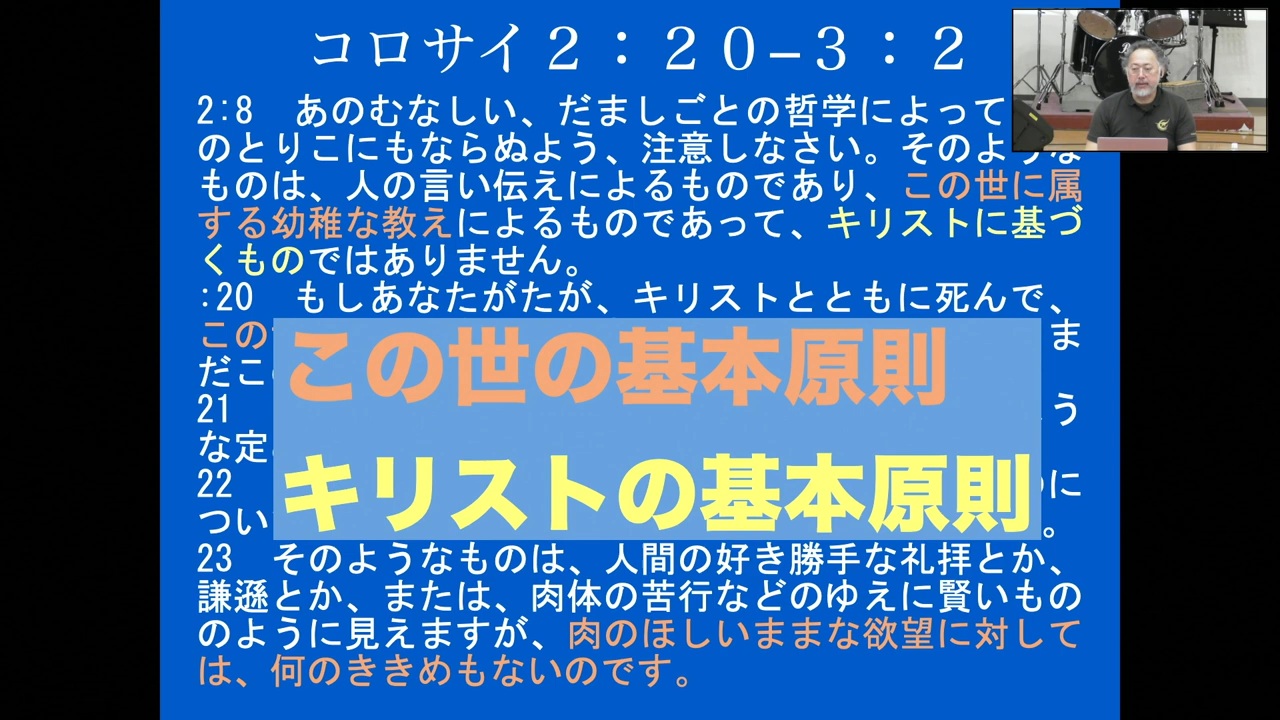 コロサイ２：２０−３：２
2:8　あのむなしい、だましごとの哲学によって
のとりこにもならぬよう、注意しなさい。そのような
ものは、人の言い伝えによるものであり、この世に属
する幼稚な教えによるものであって、キリストに基づ
くものではありません。
:20　もしあなたがたが、キリストとともに死んで、
この
ま
だこ
この世の基本原則
21
う
な定
キリストの基本原則
22
に
つい
。
23　そのようなものは、人間の好き勝手な礼拝とか、
謙遜とか、または、肉体の苦行などのゆえに賢いもの
のように見えますが、肉のほしいままな欲望に対して
は、何のききめもないのです。